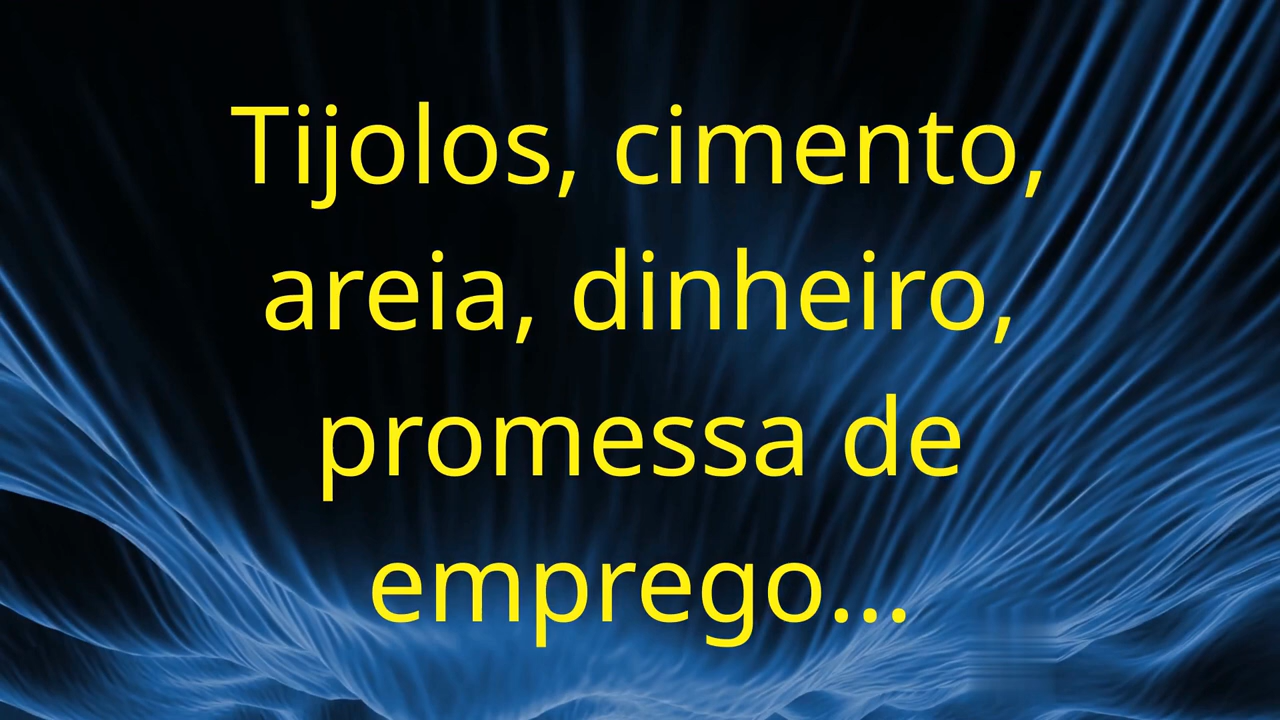 Tijolos, cimento,
areia, dinheiro,
promessa de
emprego...